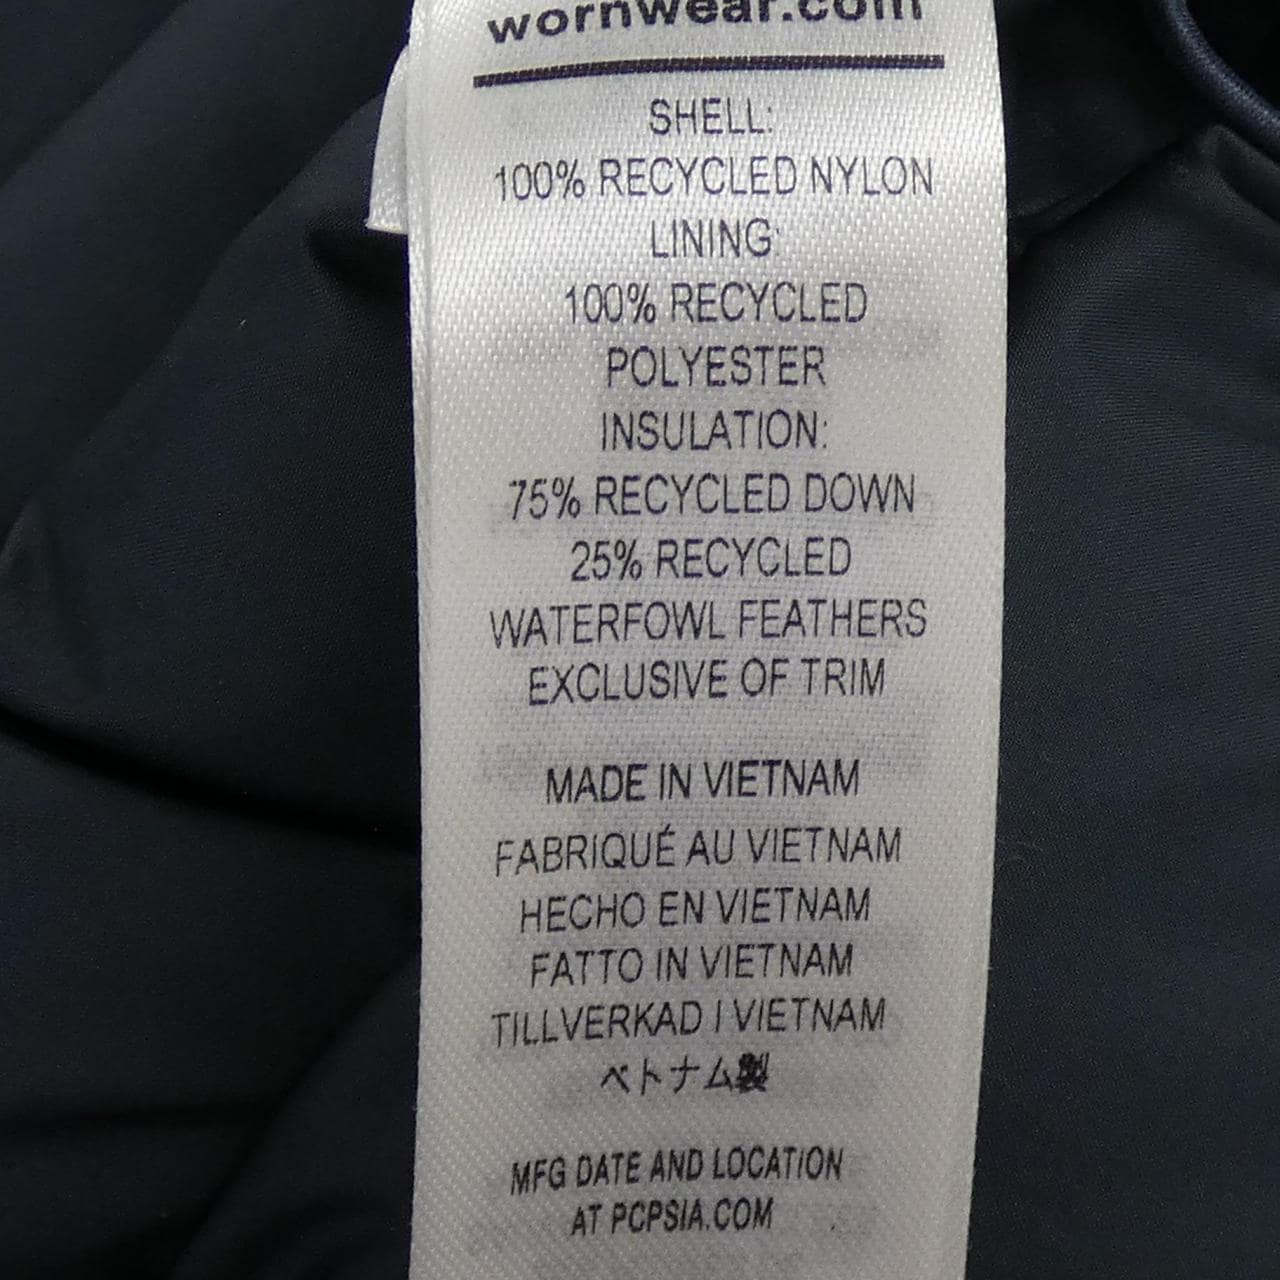 wornwear.com
SHELL:
100% RECYCLED NYLON
LINING:
100% RECYCLED
POLYESTER
INSULATION:
75% RECYCLED DOWN
25% RECYCLED
WATERFOWL FEATHERS
EXCLUSIVE OF TRIM
MADE IN VIETNAM
FABRIQUÉ AU VIETNAM
HECHO EN VIETNAM
FATTO IN VIETNAM
TILLVERKAD I VIETNAM
ベトナム製
MFG DATE AND LOCATION
AT PCPSIA.COM